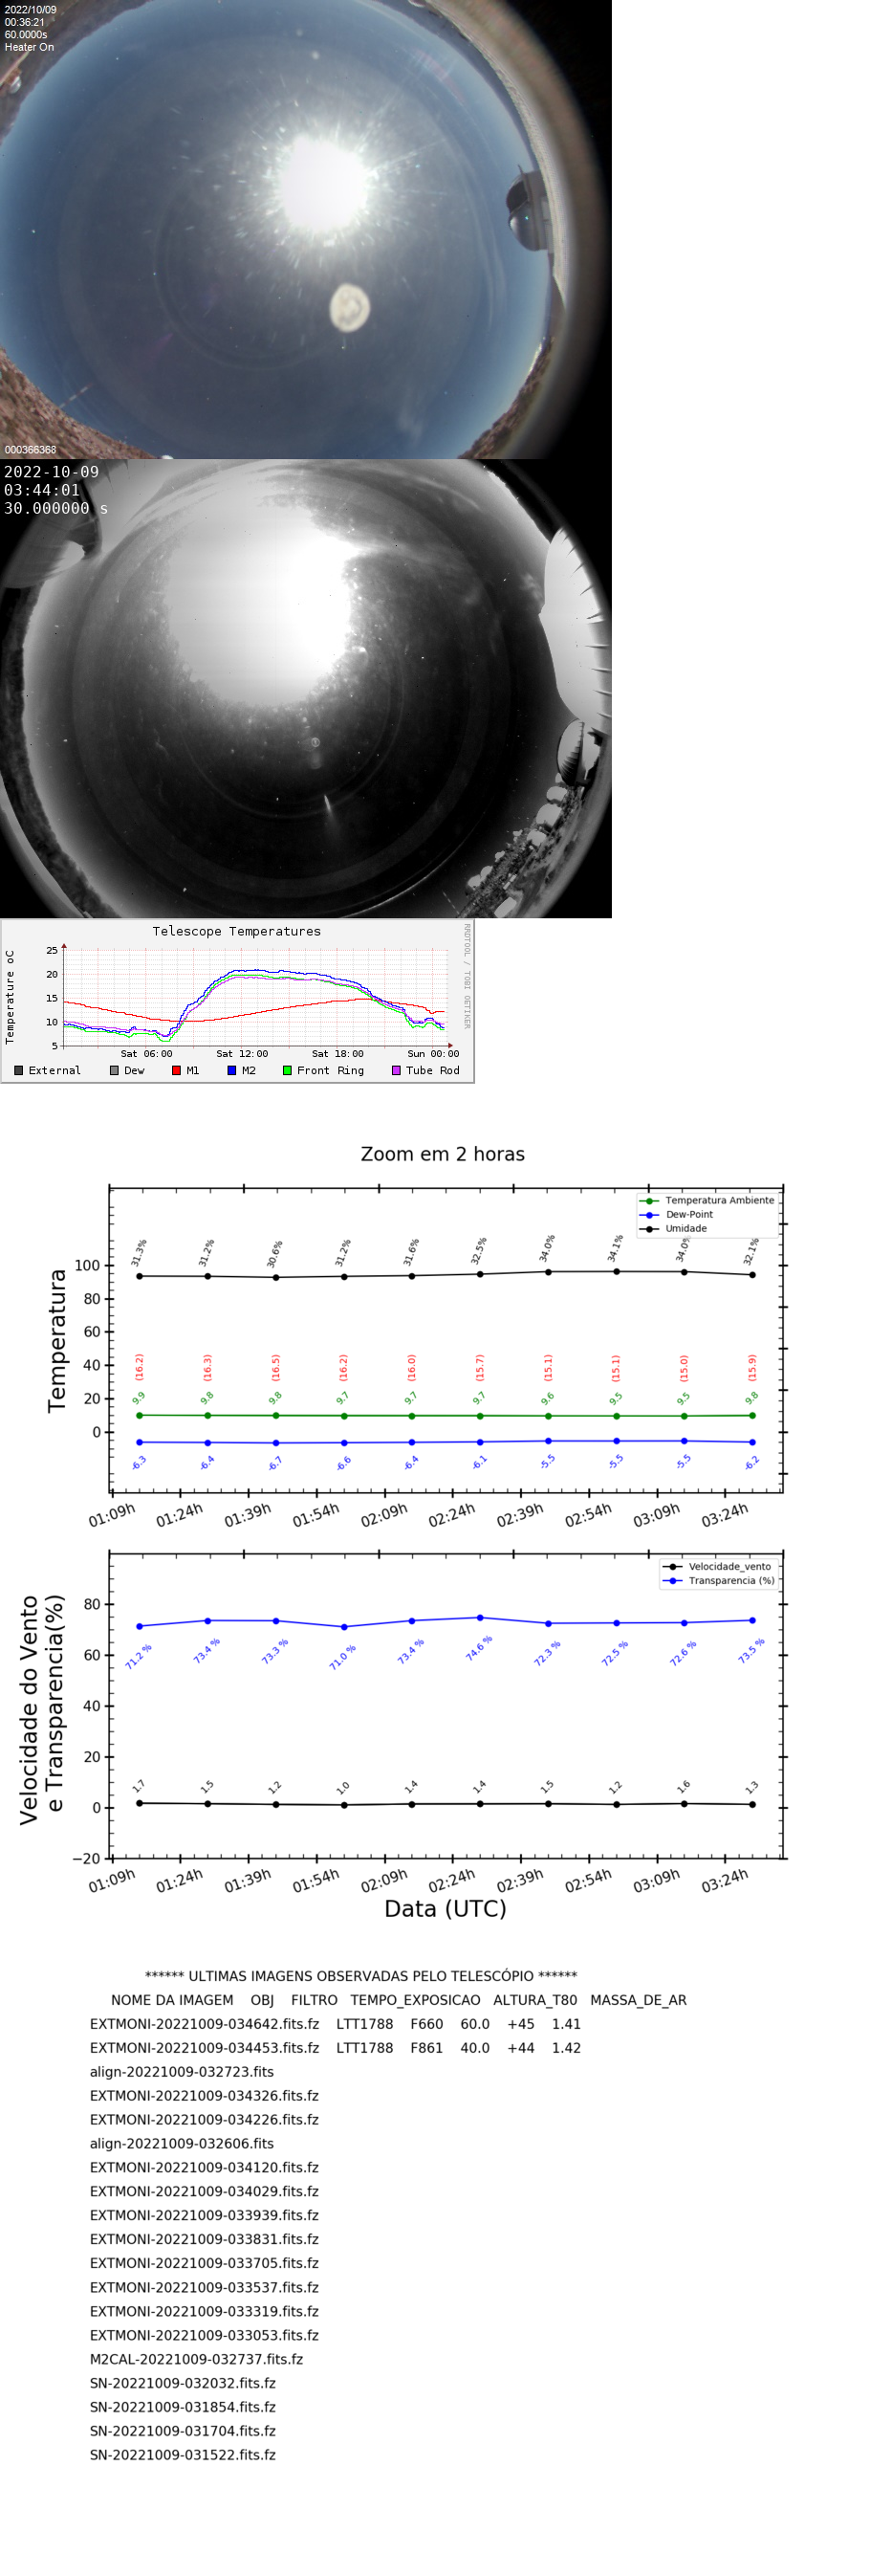 2022/10/09
00:36:21
60.0000s
Heater On
000366368
2022-10-09
03:44:01
30.000000 s
Telescope Temperatures
RRDTOOL / TOBI OETIKER
Temperature oC
25
20
15
10
5
Sat 06:00 Sat 12:00 Sat 18:00 Sun 00:00
External Dew M1 M2 Front Ring Tube Rod
Zoom em 2 horas
Temperatura Ambiente
Dew-Point
Umidade
Temperatura
100
80
60
40
20
0
31.3% 31.2% 30.6% 31.2% 31.6% 32.5% 34.0% 34.1% 34.0% 32.1%
(16.2) (16.3) (16.5) (16.2) (16.0) (15.7) (15.1) (15.1) (15.0) (15.9)
9.9 9.8 9.8 9.7 9.7 9.7 9.6 9.5 9.5 9.8
-6.3 -6.4 -6.7 -6.6 -6.4 -6.1 -5.5 -5.5 -5.5 -6.2
01:09h 01:24h 01:39h 01:54h 02:09h 02:24h 02:39h 02:54h 03:09h 03:24h
Velocidade_vento
Transparencia (%)
Velocidade do Vento
e Transparencia(%)
80
60
40
20
0
−20
71.2 % 73.4 % 73.3 % 71.0 % 73.4 % 74.6 % 72.3 % 72.5 % 72.6 % 73.5 %
1.7 1.5 1.2 1.0 1.4 1.4 1.5 1.2 1.6 1.3
01:09h 01:24h 01:39h 01:54h 02:09h 02:24h 02:39h 02:54h 03:09h 03:24h
Data (UTC)
****** ULTIMAS IMAGENS OBSERVADAS PELO TELESCÓPIO ******
NOME DA IMAGEM OBJ FILTRO TEMPO_EXPOSICAO ALTURA_T80 MASSA_DE_AR
EXTMONI-20221009-034642.fits.fz LTT1788 F660 60.0 +45 1.41
EXTMONI-20221009-034453.fits.fz LTT1788 F861 40.0 +44 1.42
align-20221009-032723.fits
EXTMONI-20221009-034326.fits.fz
EXTMONI-20221009-034226.fits.fz
align-20221009-032606.fits
EXTMONI-20221009-034120.fits.fz
EXTMONI-20221009-034029.fits.fz
EXTMONI-20221009-033939.fits.fz
EXTMONI-20221009-033831.fits.fz
EXTMONI-20221009-033705.fits.fz
EXTMONI-20221009-033537.fits.fz
EXTMONI-20221009-033319.fits.fz
EXTMONI-20221009-033053.fits.fz
M2CAL-20221009-032737.fits.fz
SN-20221009-032032.fits.fz
SN-20221009-031854.fits.fz
SN-20221009-031704.fits.fz
SN-20221009-031522.fits.fz